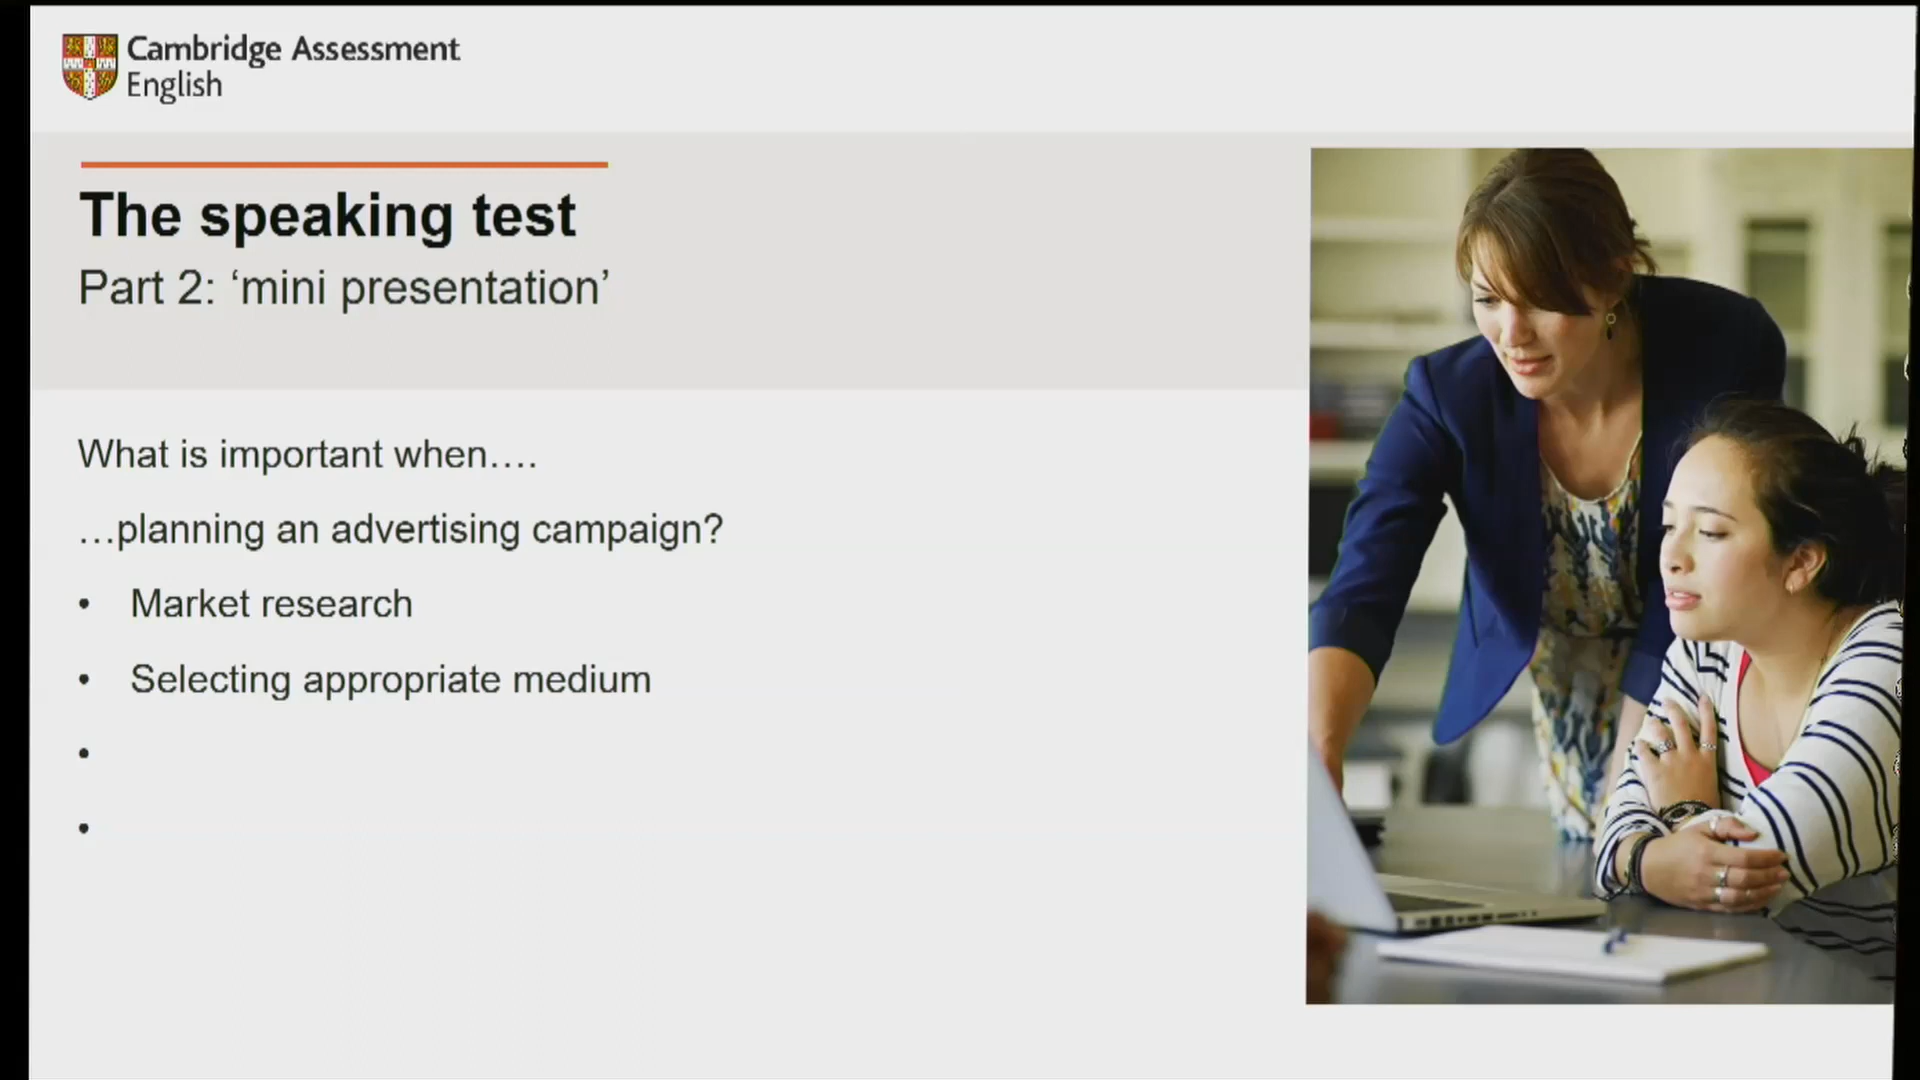 Cambridge Assessment
English
The speaking test
Part 2: ‘mini presentation’
What is important when….
…planning an advertising campaign?
• Market research
• Selecting appropriate medium
•
•